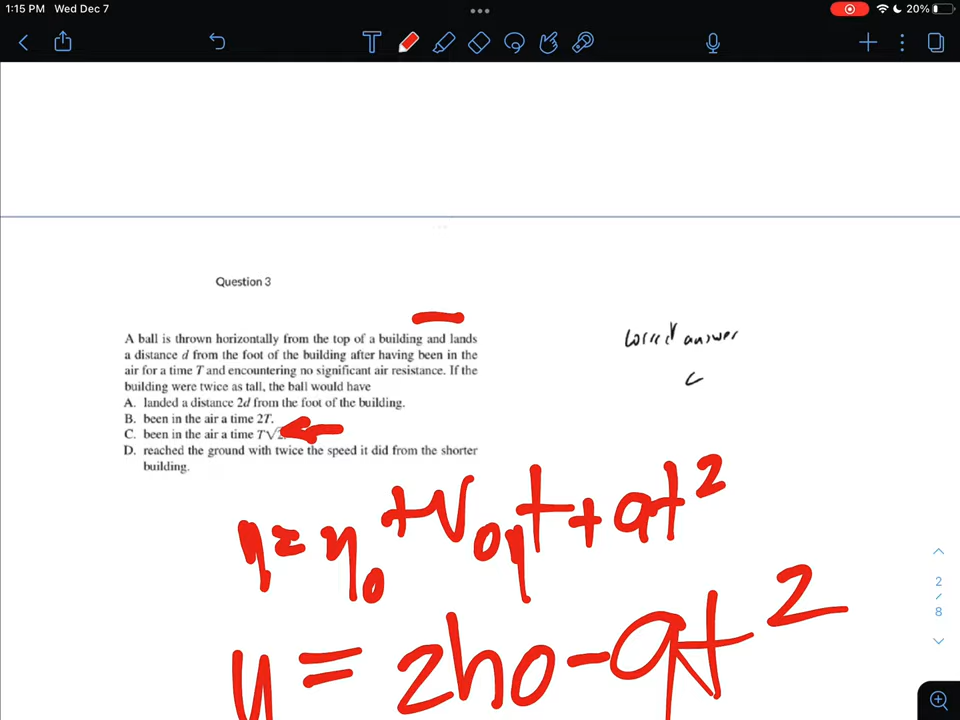 1:15 PM Wed Dec 7
20%
T
Question 3
A ball is thrown horizontally from the top of a building and lands
a distance d from the foot of the building after having been in the
air for a time T and encountering no significant air resistance. If the
building were twice as tall, the ball would have
A. landed a distance 2d from the foot of the building.
B. been in the air a time 2T.
C. been in the air a time T√2.
D. reached the ground with twice the speed it did from the shorter
building.
correct answer
C
y = y₀ + v₀yt + at²
y = 2h₀ - at²
2
/
8